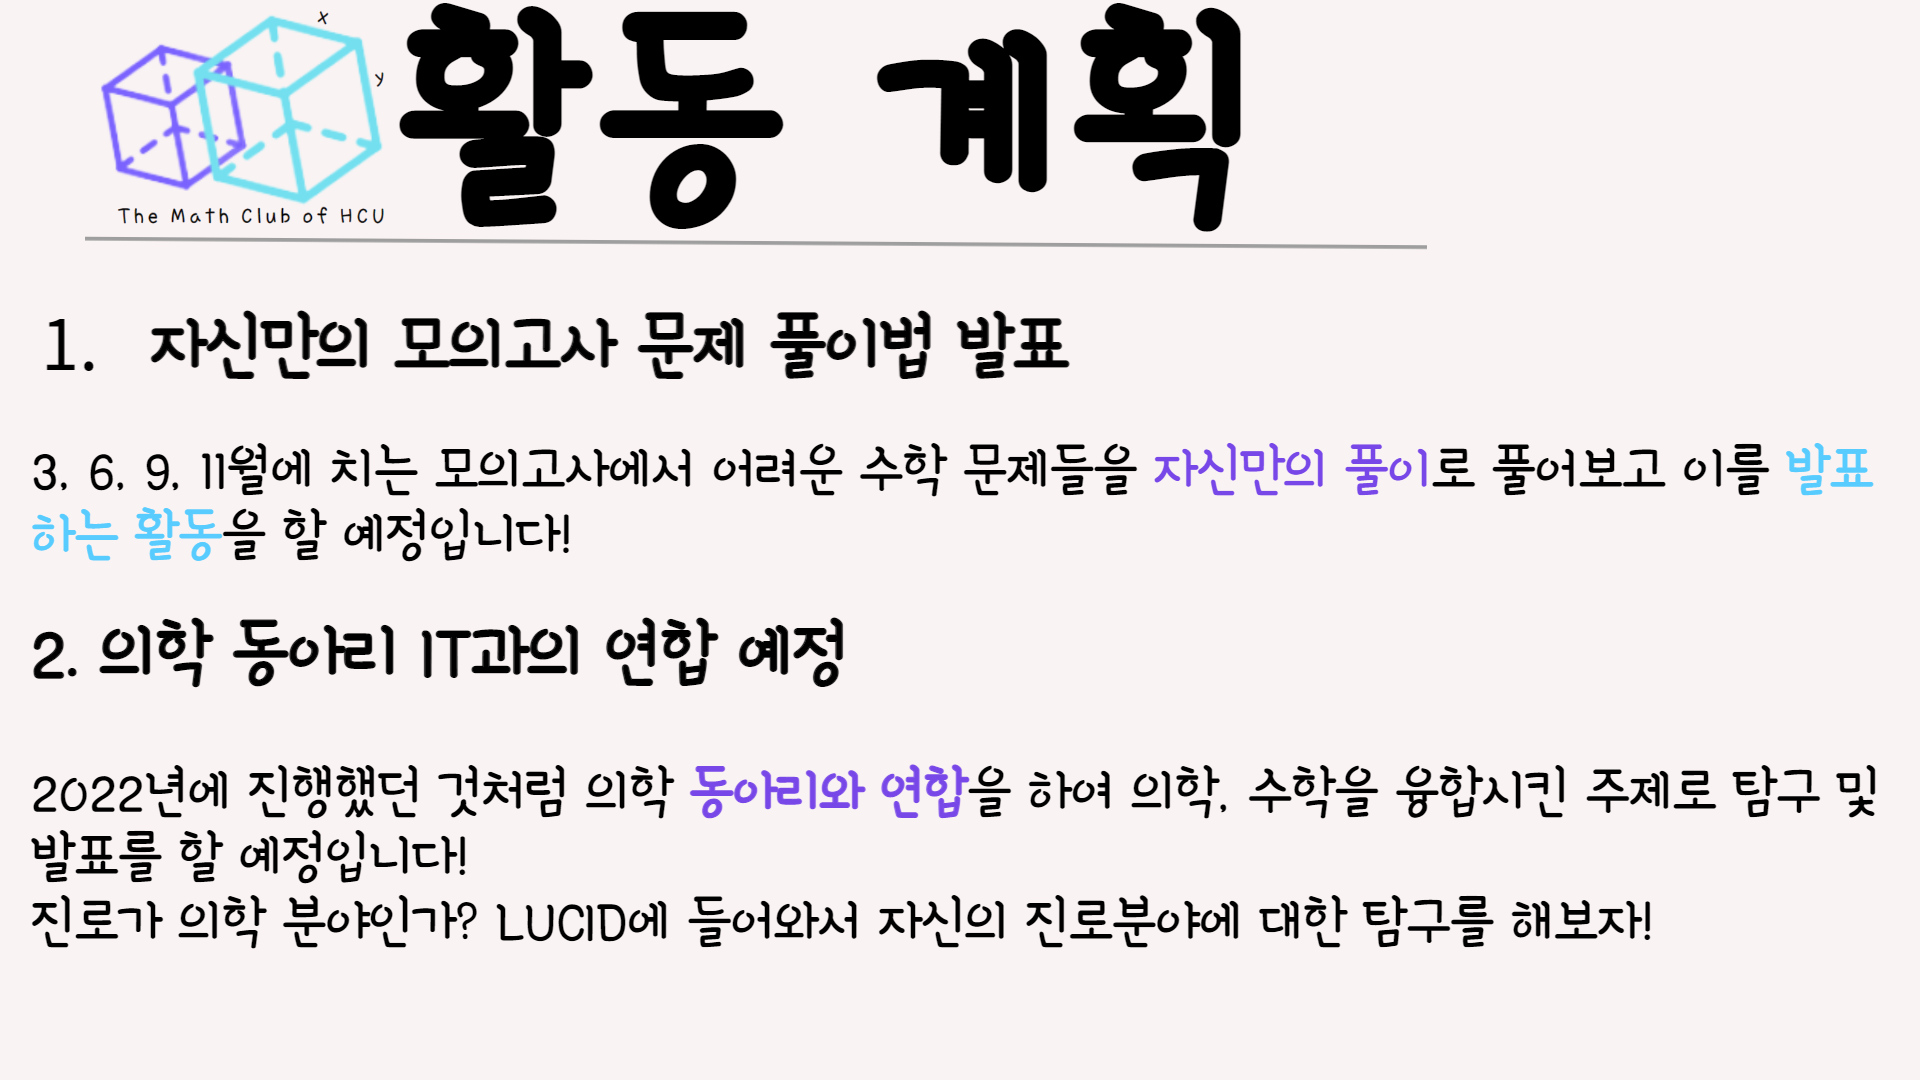 x
y
The Math Club of HCU
활동 계획
1. 자신만의 모의고사 문제 풀이법 발표
3, 6, 9, 11월에 치는 모의고사에서 어려운 수학 문제들을 자신만의 풀이로 풀어보고 이를 발표
하는 활동을 할 예정입니다!
2. 의학 동아리 IT과의 연합 예정
2022년에 진행했던 것처럼 의학 동아리와 연합을 하여 의학, 수학을 융합시킨 주제로 탐구 및
발표를 할 예정입니다!
진로가 의학 분야인가? LUCID에 들어와서 자신의 진로분야에 대한 탐구를 해보자!